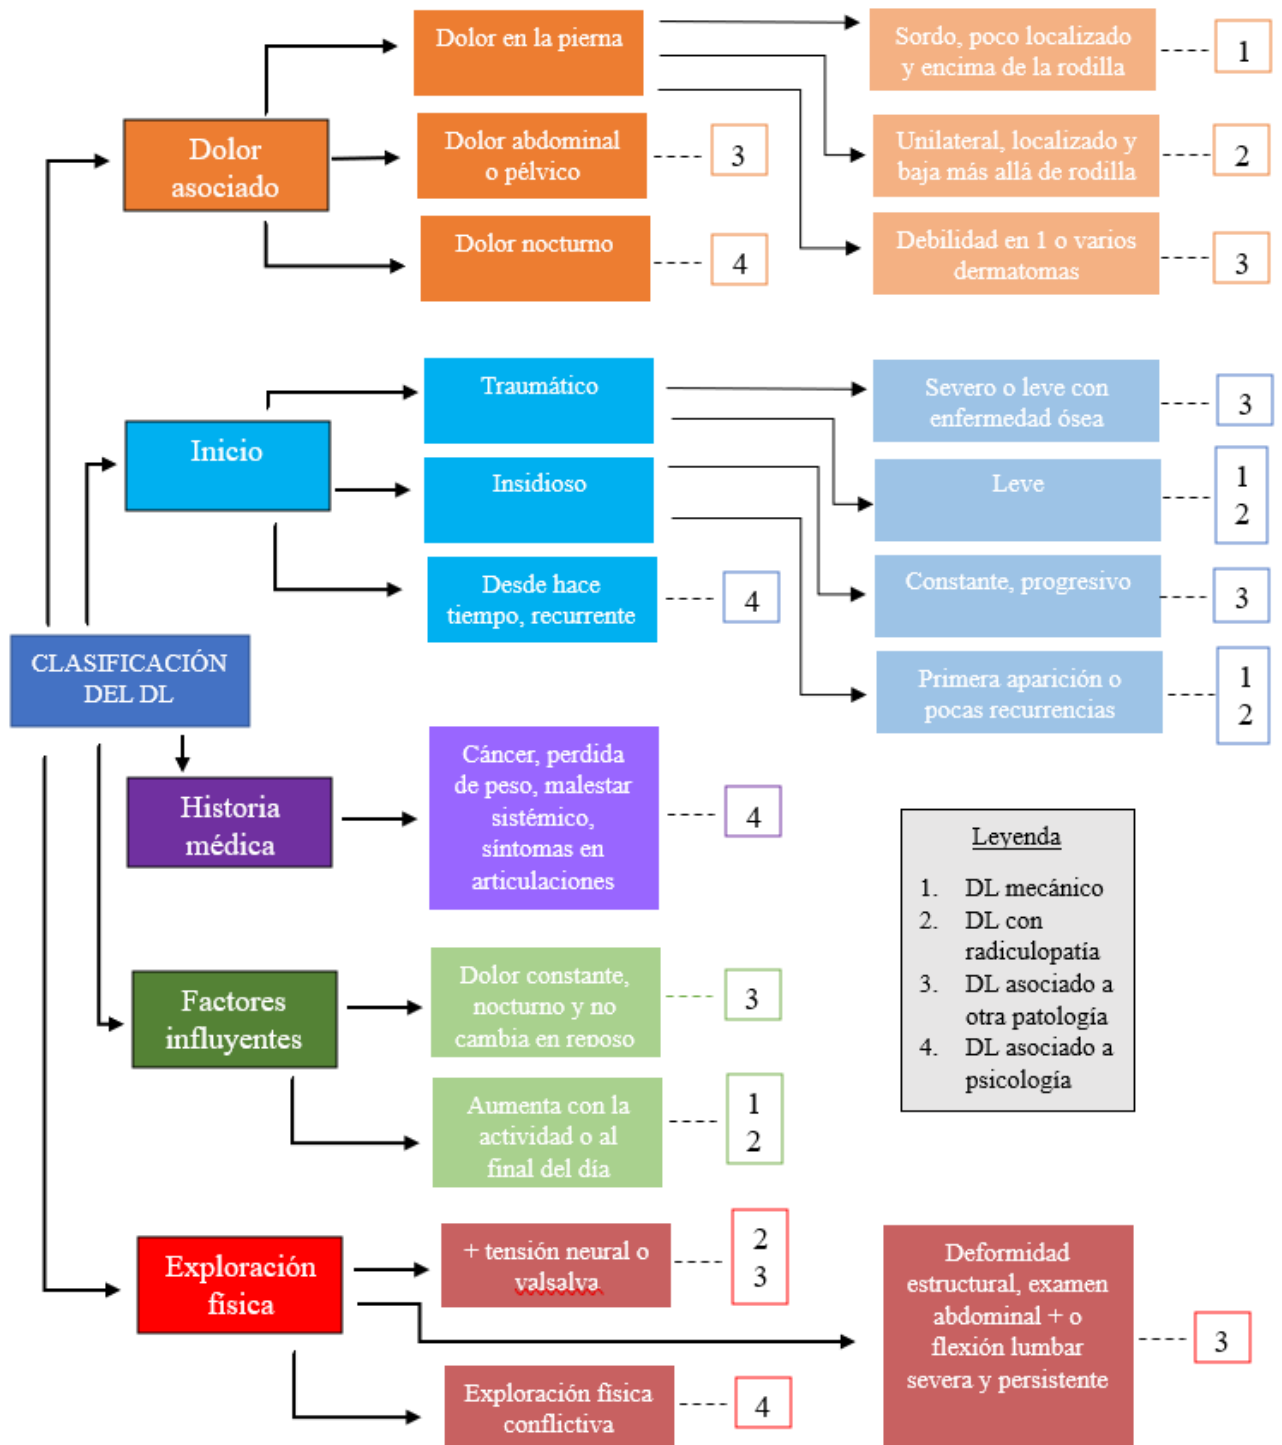 Dolor en la pierna
Sordo, poco localizado
y encima de la rodilla
1
Dolor
asociado
Dolor abdominal
o pélvico
3
Unilateral, localizado y
baja más allá de rodilla
2
Dolor nocturno
4
Debilidad en 1 o varios
dermatomas
3
Traumático
Severo o leve con
enfermedad ósea
3
Inicio
Insidioso
Leve
1
2
Desde hace
tiempo, recurrente
4
Constante, progresivo
3
CLASIFICACIÓN
DEL DL
Primera aparición o
pocas recurrencias
1
2
Historia
médica
Cáncer, perdida
de peso, malestar
sistémico,
síntomas en
articulaciones
4
Leyenda
1. DL mecánico
2. DL con
radiculopatía
3. DL asociado a
otra patología
4. DL asociado a
psicología
Factores
influyentes
Dolor constante,
nocturno y no
cambia en reposo
3
Aumenta con la
actividad o al
final del día
1
2
Exploración
física
+ tensión neural o
valsalva
2
3
Deformidad
estructural, examen
abdominal + o
flexión lumbar
severa y persistente
3
Exploración física
conflictiva
4